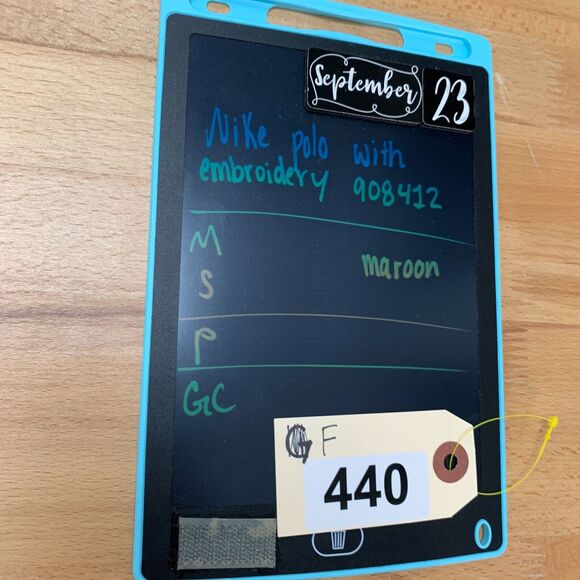 September 23
Nike polo with
embroidery 908412
M
maroon
S
P
GC
F
440